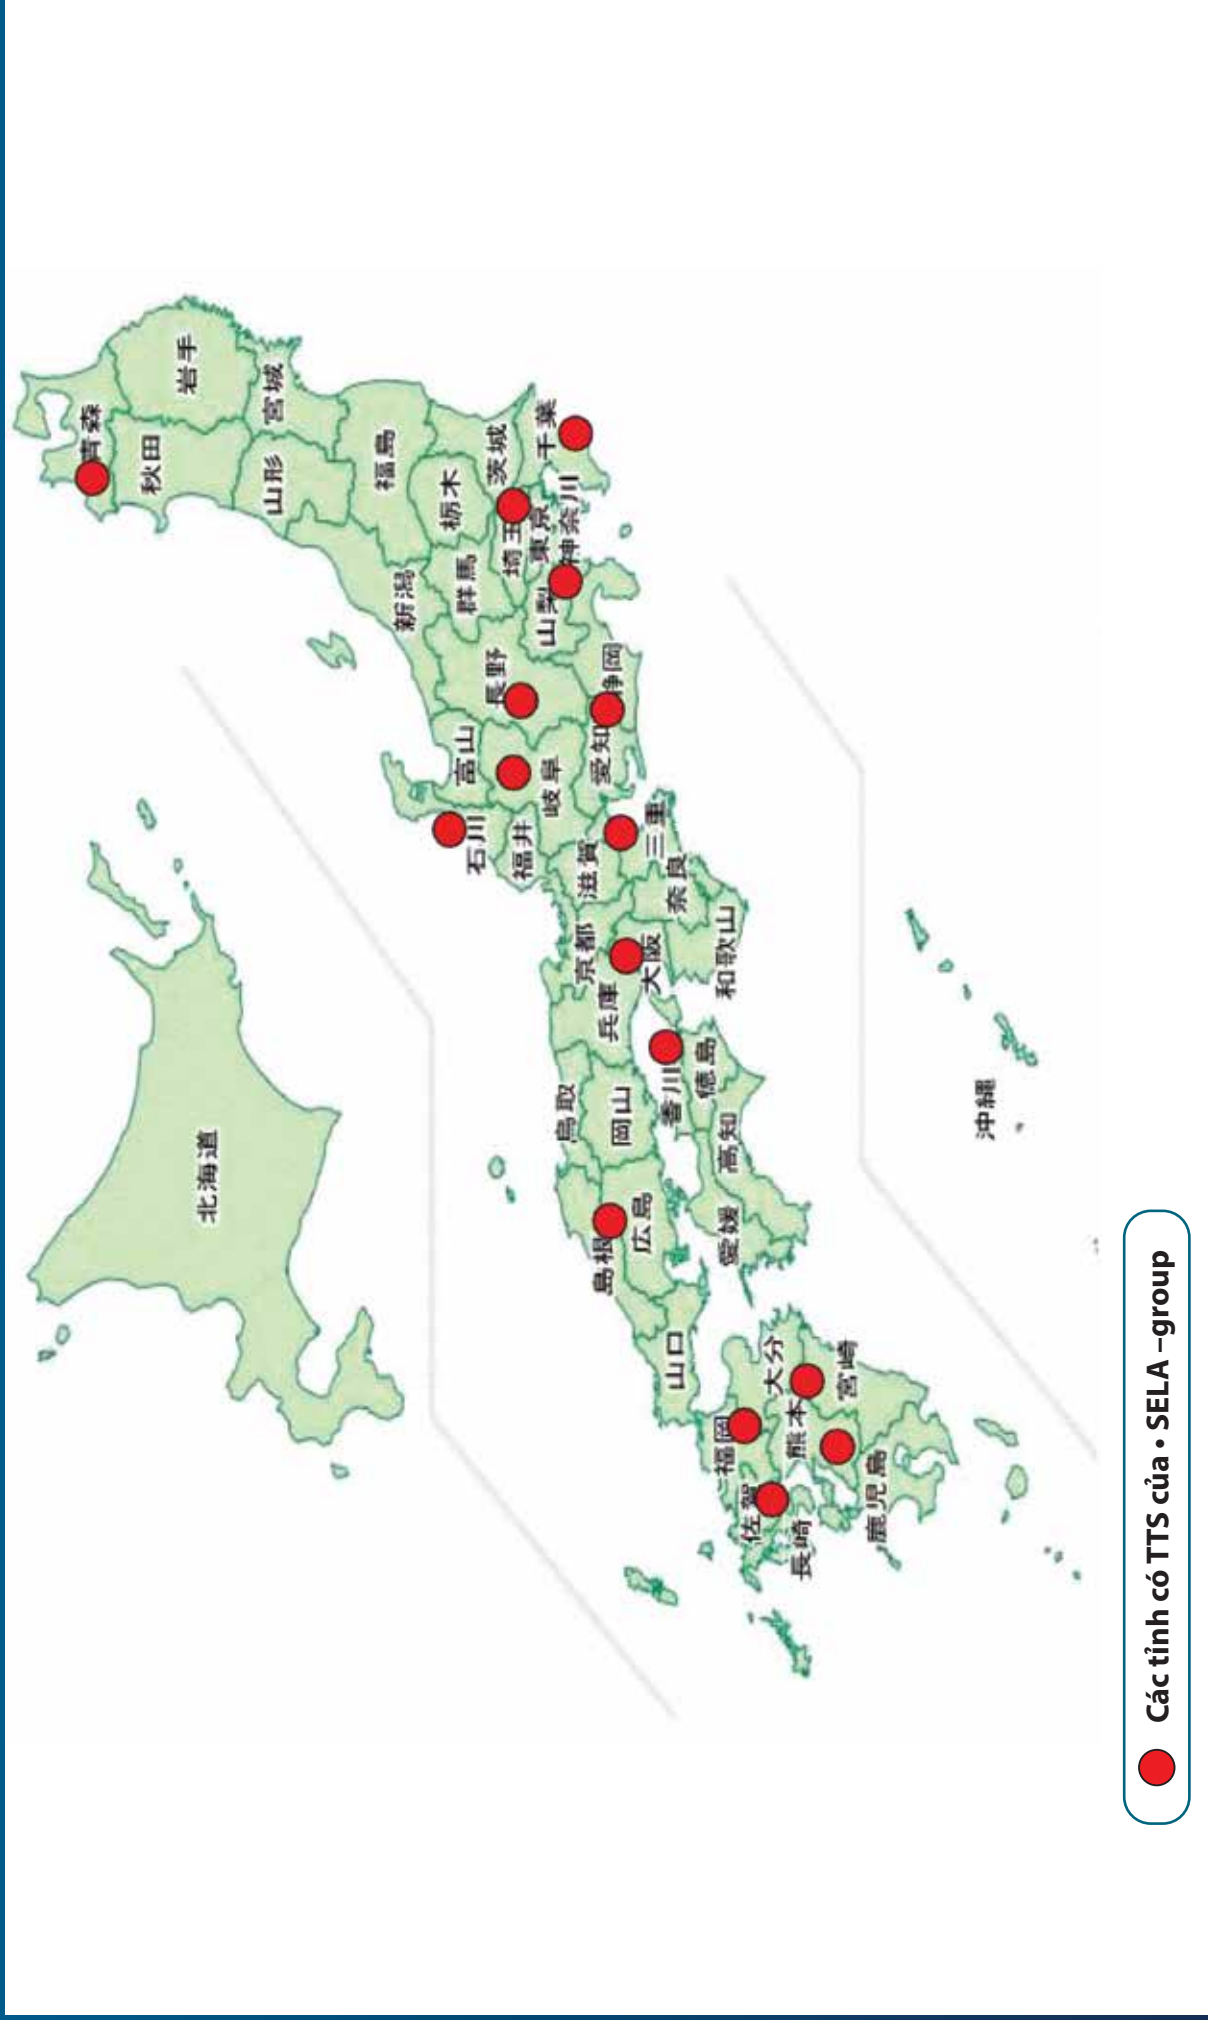 北海道
青森
岩手
秋田
宮城
山形
福島
新潟
栃木
群馬
茨城
埼玉
千葉
東京
神奈川
山梨
長野
静岡
富山
岐阜
愛知
石川
福井
滋賀
三重
奈良
京都
大阪
和歌山
兵庫
鳥取
岡山
島根
広島
山口
香川
徳島
高知
愛媛
福岡
大分
佐賀
熊本
宮崎
長崎
鹿児島
沖縄
Các tỉnh có TTS của • SELA –group